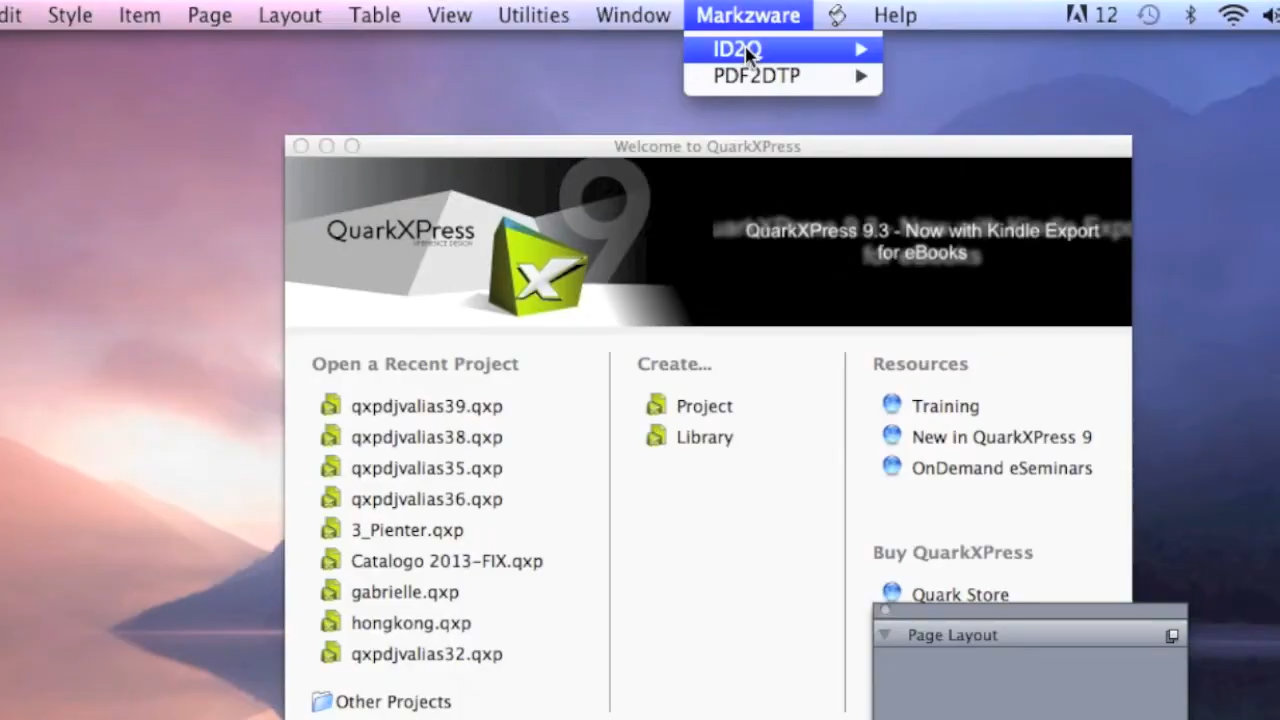 dit Style Item Page Layout Table View Utilities Window Markzware Help 12
ID2Q
PDF2DTP
Welcome to QuarkXPress
9
QuarkXPress
QuarkXPress 9.3 - Now with Kindle Export
for eBooks
Open a Recent Project
qxpdjvalias39.qxp
qxpdjvalias38.qxp
qxpdjvalias35.qxp
qxpdjvalias36.qxp
3_Pienter.qxp
Catalogo 2013-FIX.qxp
gabrielle.qxp
hongkong.qxp
qxpdjvalias32.qxp
Other Projects
Create...
Project
Library
Resources
Training
New in QuarkXPress 9
OnDemand eSeminars
Buy QuarkXPress
Quark Store
Page Layout